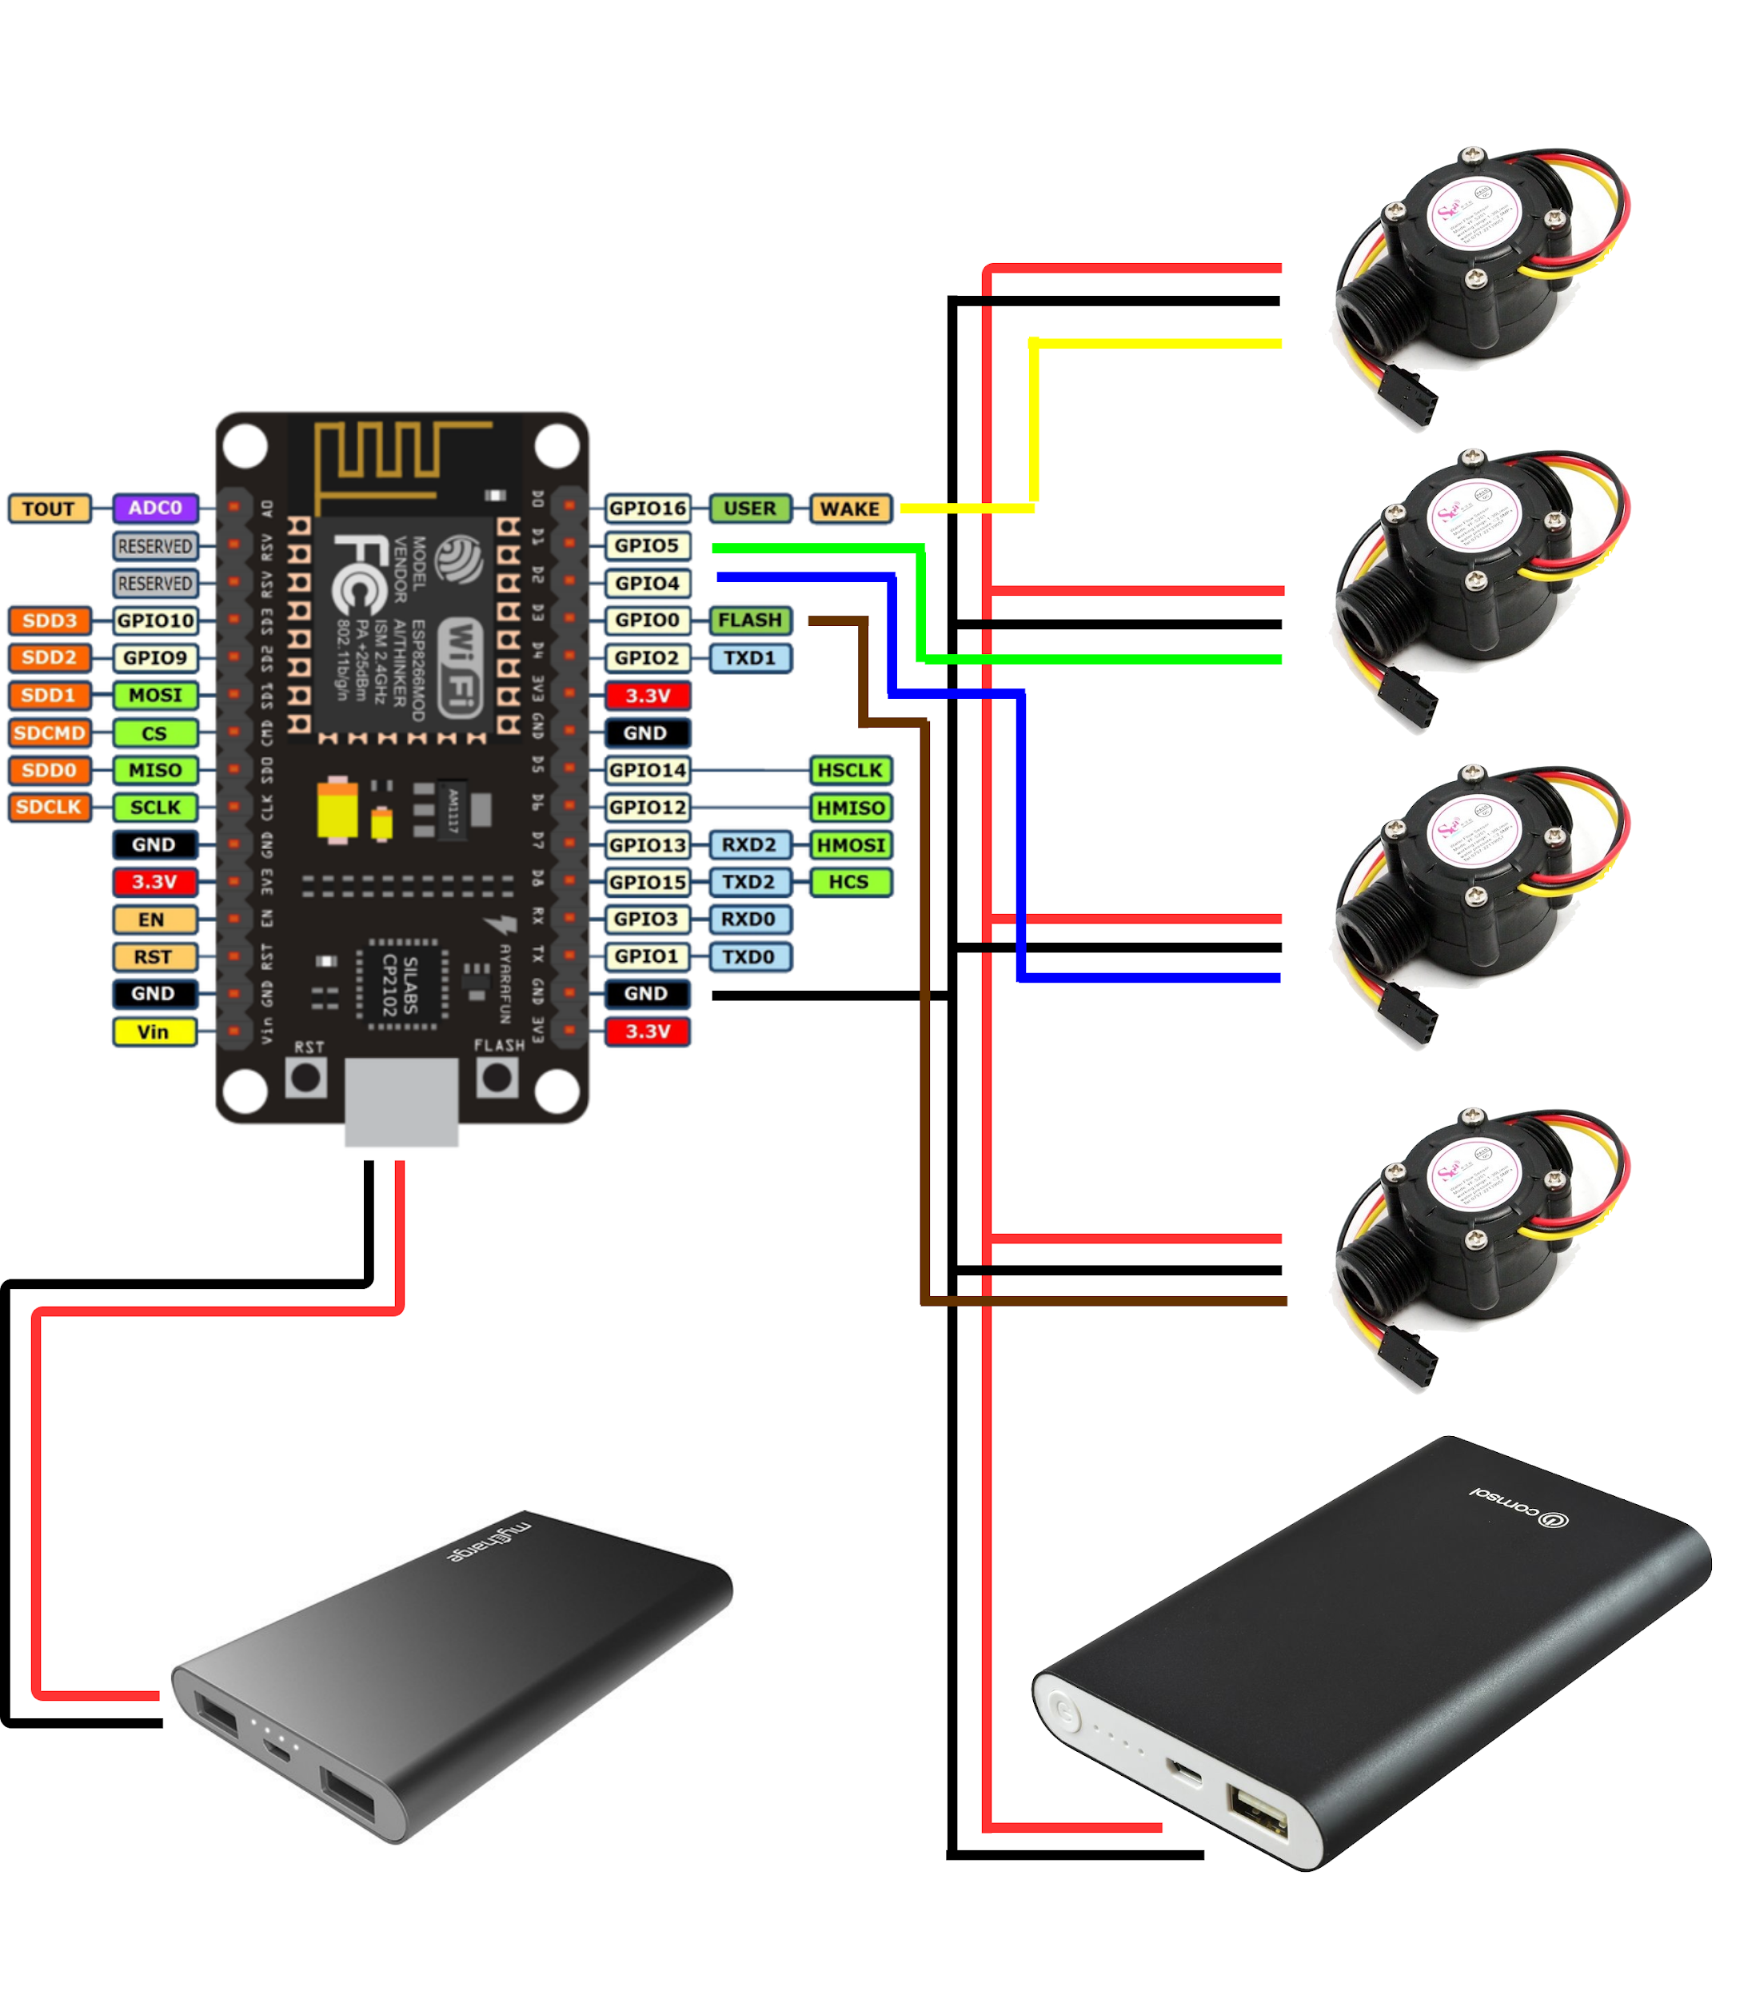 TOUT ADC0
RESERVED
RESERVED
SDD3 GPIO10
SDD2 GPIO9
SDD1 MOSI
SDCMD CS
SDD0 MISO
SDCLK SCLK
GND
3.3V
EN
RST
GND
Vin
A0
RSV
RSV
SD3
SD2
SD1
CMD
SD0
CLK
GND
3V3
EN
RST
GND
Vin
MODEL ESP8266MOD
VENDOR AI/THINKER
ISM 2.4GHz
PA +25dBm
802.11b/g/n
FC
Wi Fi
AM1117
SILABS
CP2102
AYARAFUN
RST
FLASH
D0
D1
D2
D3
D4
3V3
GND
D5
D6
D7
D8
RX
TX
GND
3V3
GPIO16 USER WAKE
GPIO5
GPIO4
GPIO0 FLASH
GPIO2 TXD1
3.3V
GND
GPIO14 HSCLK
GPIO12 HMISO
GPIO13 RXD2 HMOSI
GPIO15 TXD2 HCS
GPIO3 RXD0
GPIO1 TXD0
GND
3.3V
myCharge
comsol